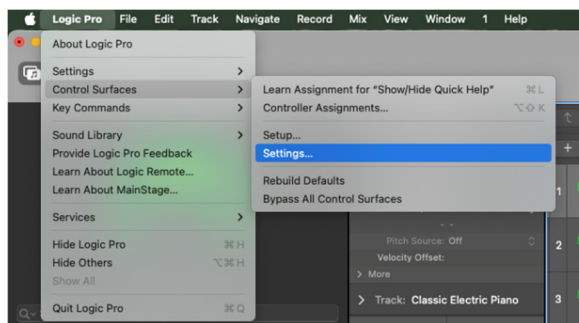 Logic Pro File Edit Track Navigate Record Mix View Window 1 Help
About Logic Pro
Settings
Control Surfaces
Key Commands
Sound Library
Provide Logic Pro Feedback
Learn About Logic Remote...
Learn About MainStage...
Services
Hide Logic Pro ⌘ H
Hide Others ⌥⌘ H
Show All
Quit Logic Pro ⌘ Q
Learn Assignment for "Show/Hide Quick Help" ⌘ L
Controller Assignments... ⌥⇧ K
Setup...
Settings...
Rebuild Defaults
Bypass All Control Surfaces
Pitch Source: Off
Velocity Offset:
More
Track: Classic Electric Piano
1
2
3